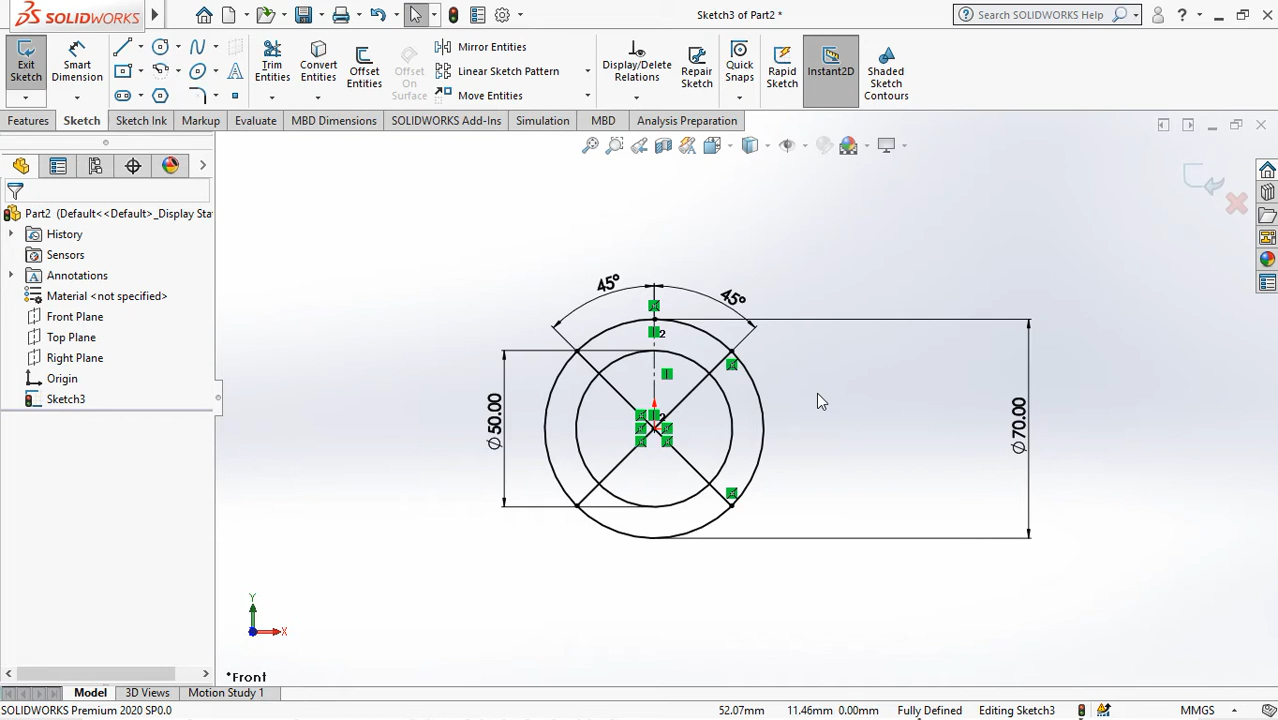 SOLIDWORKS
Sketch3 of Part2 *
Search SOLIDWORKS Help
?
Exit Sketch
Smart Dimension
Trim Entities
Convert Entities
Offset Entities
Offset On Surface
Mirror Entities
Linear Sketch Pattern
Move Entities
Display/Delete Relations
Repair Sketch
Quick Snaps
Rapid Sketch
Instant2D
Shaded Sketch Contours
Features
Sketch
Sketch Ink
Markup
Evaluate
MBD Dimensions
SOLIDWORKS Add-Ins
Simulation
MBD
Analysis Preparation
Part2 (Default<<Default>_Display Sta
History
Sensors
Annotations
Material <not specified>
Front Plane
Top Plane
Right Plane
Origin
Sketch3
45°
45°
2
2
Ø50.00
Ø70.00
Y
X
*Front
Model
3D Views
Motion Study 1
SOLIDWORKS Premium 2020 SP0.0
52.07mm
11.46mm 0.00mm
Fully Defined
Editing Sketch3
MMGS